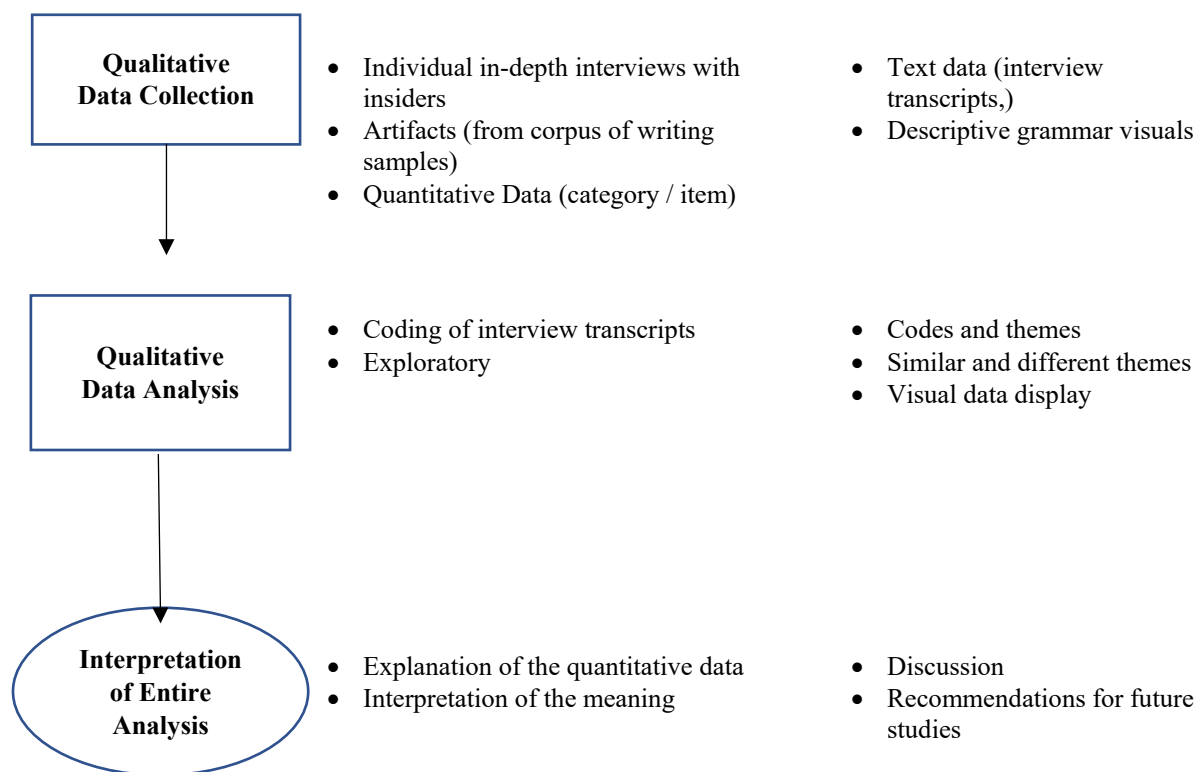 Qualitative
Data Collection
• Individual in-depth interviews with
insiders
• Artifacts (from corpus of writing
samples)
• Quantitative Data (category / item)
• Text data (interview
transcripts,)
• Descriptive grammar visuals
Qualitative
Data Analysis
• Coding of interview transcripts
• Exploratory
• Codes and themes
• Similar and different themes
• Visual data display
Interpretation
of Entire
Analysis
• Explanation of the quantitative data
• Interpretation of the meaning
• Discussion
• Recommendations for future
studies